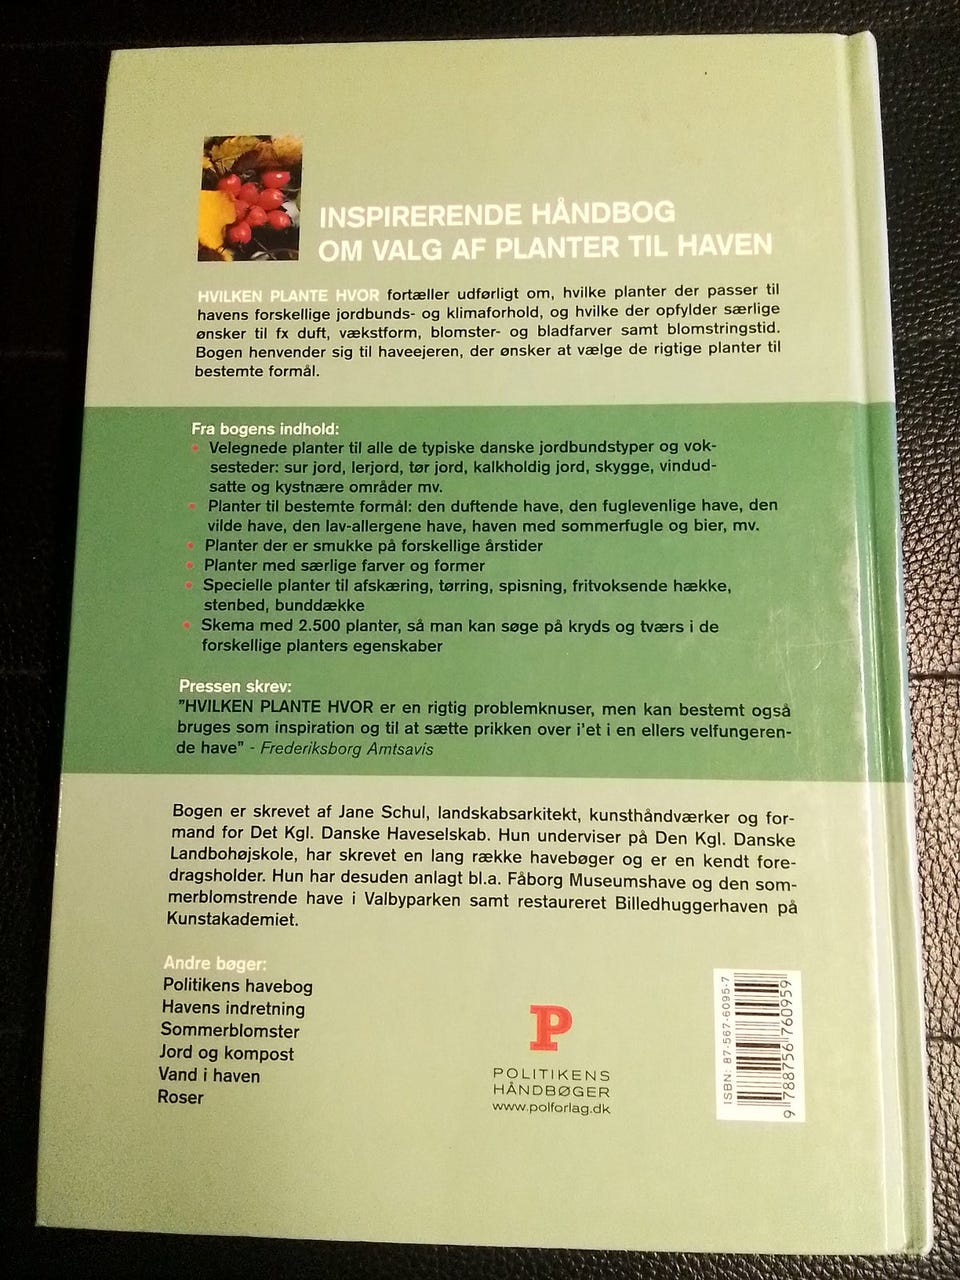 INSPIRERENDE HÅNDBOG
OM VALG AF PLANTER TIL HAVEN
HVILKEN PLANTE HVOR fortæller udførligt om, hvilke planter der passer til
havens forskellige jordbunds- og klimaforhold, og hvilke der opfylder særlige
ønsker til fx duft, vækstform, blomster- og bladfarver samt blomstringstid.
Bogen henvender sig til haveejeren, der ønsker at vælge de rigtige planter til
bestemte formål.
Fra bogens indhold:
• Velegnede planter til alle de typiske danske jordbundstyper og vok-
sesteder: sur jord, lerjord, tør jord, kalkholdig jord, skygge, vindud-
satte og kystnære områder mv.
• Planter til bestemte formål: den duftende have, den fuglevenlige have, den
vilde have, den lav-allergene have, haven med sommerfugle og bier, mv.
• Planter der er smukke på forskellige årstider
• Planter med særlige farver og former
• Specielle planter til afskæring, tørring, spisning, fritvoksende hække,
stenbed, bunddække
• Skema med 2.500 planter, så man kan søge på kryds og tværs i de
forskellige planters egenskaber
Pressen skrev:
"HVILKEN PLANTE HVOR er en rigtig problemknuser, men kan bestemt også
bruges som inspiration og til at sætte prikken over i'et i en ellers velfungeren-
de have" - Frederiksborg Amtsavis
Bogen er skrevet af Jane Schul, landskabsarkitekt, kunsthåndværker og for-
mand for Det Kgl. Danske Haveselskab. Hun underviser på Den Kgl. Danske
Landbohøjskole, har skrevet en lang række havebøger og er en kendt fore-
dragsholder. Hun har desuden anlagt bl.a. Fåborg Museumshave og den som-
merblomstrende have i Valbyparken samt restaureret Billedhuggerhaven på
Kunstakademiet.
Andre bøger:
Politikens havebog
Havens indretning
Sommerblomster
Jord og kompost
Vand i haven
Roser
P
POLITIKENS
HÅNDBØGER
www.polforlag.dk
ISBN: 87-567-6095-7
9 788756 760959